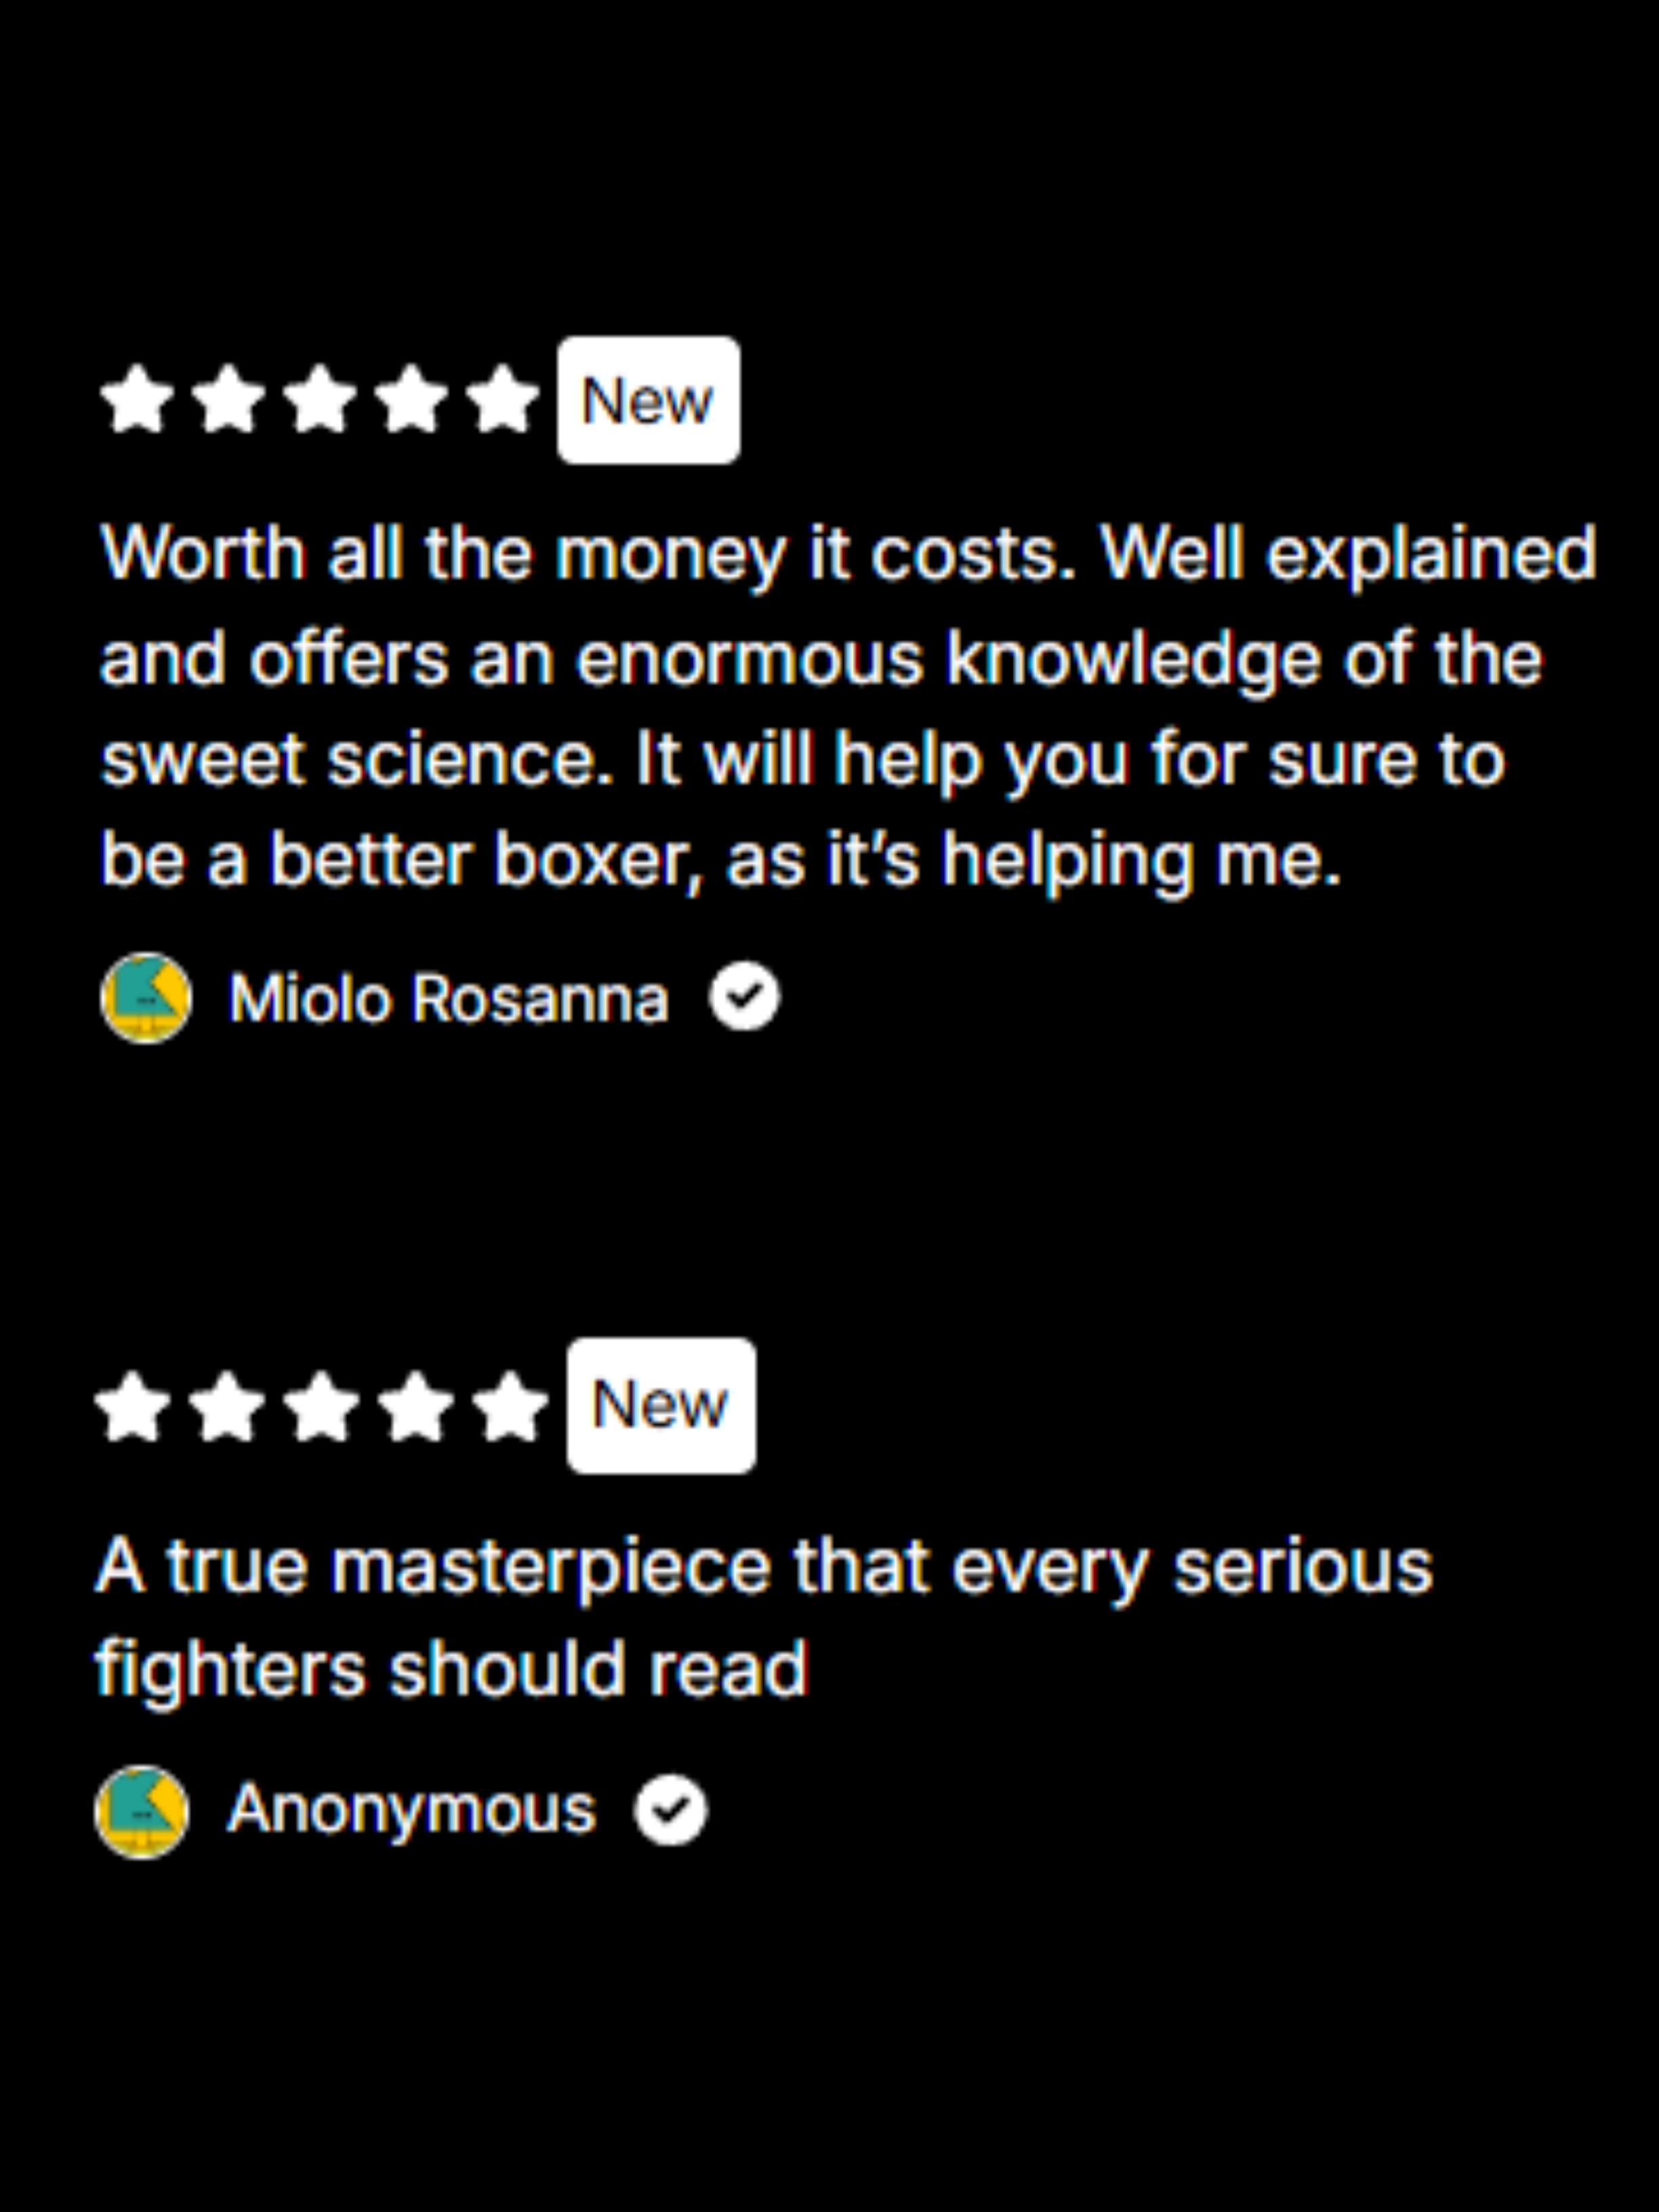 New
Worth all the money it costs. Well explained
and offers an enormous knowledge of the
sweet science. It will help you for sure to
be a better boxer, as it’s helping me.
Miolo Rosanna
New
A true masterpiece that every serious
fighters should read
Anonymous